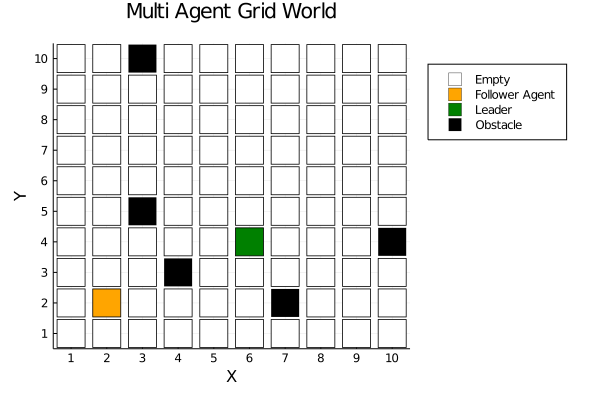 Multi Agent Grid World
Empty
Follower Agent
Leader
Obstacle
Y
10
9
8
7
6
5
4
3
2
1
1 2 3 4 5 6 7 8 9 10
X